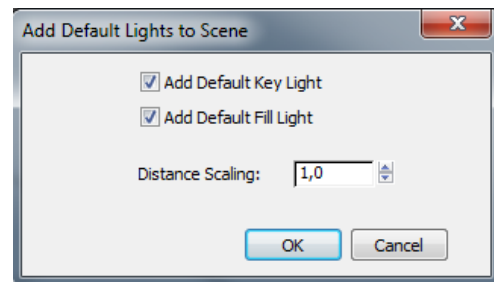 Add Default Lights to Scene
Add Default Key Light
Add Default Fill Light
Distance Scaling: 1,0
OK Cancel